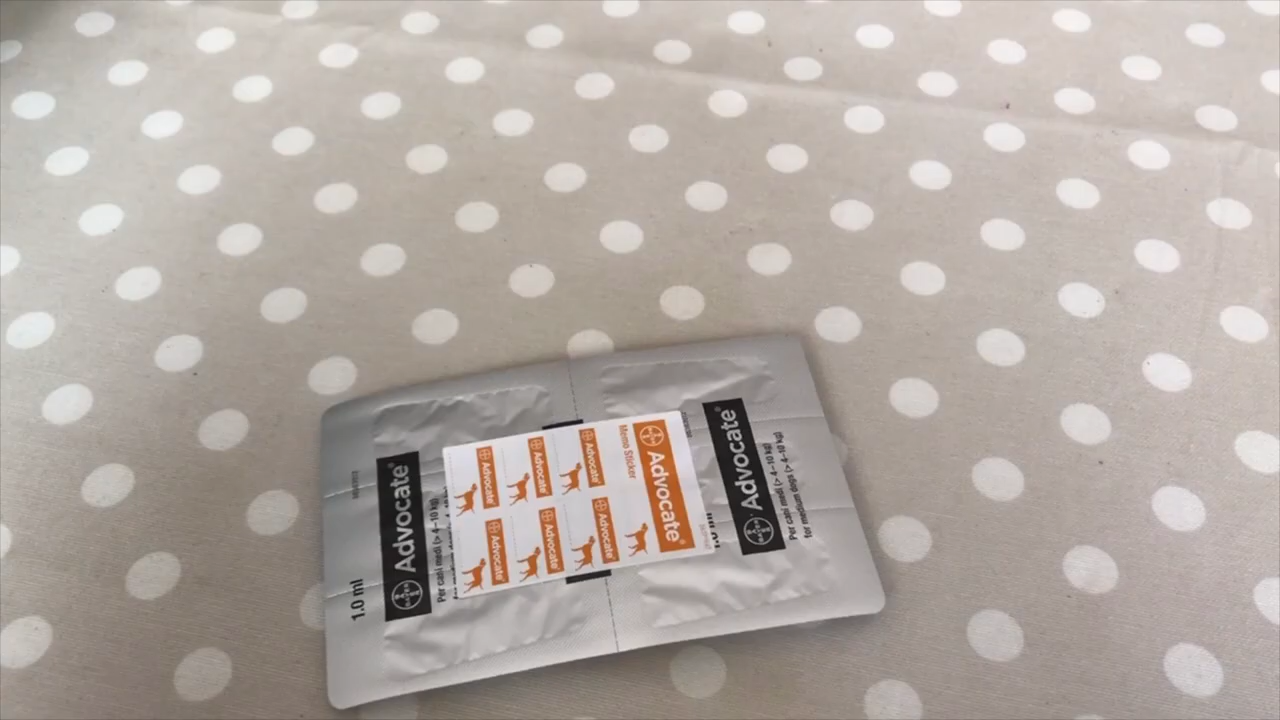 1.0 ml
BAYER
Advocate
Per cani medi (> 4–10 kg)
Advocate
Advocate
Advocate
Advocate
Advocate
Advocate
Memo Sticker
Advocate®
BAYER
Advocate®
Per cani medi (> 4–10 kg)
for medium dogs (> 4–10 kg)